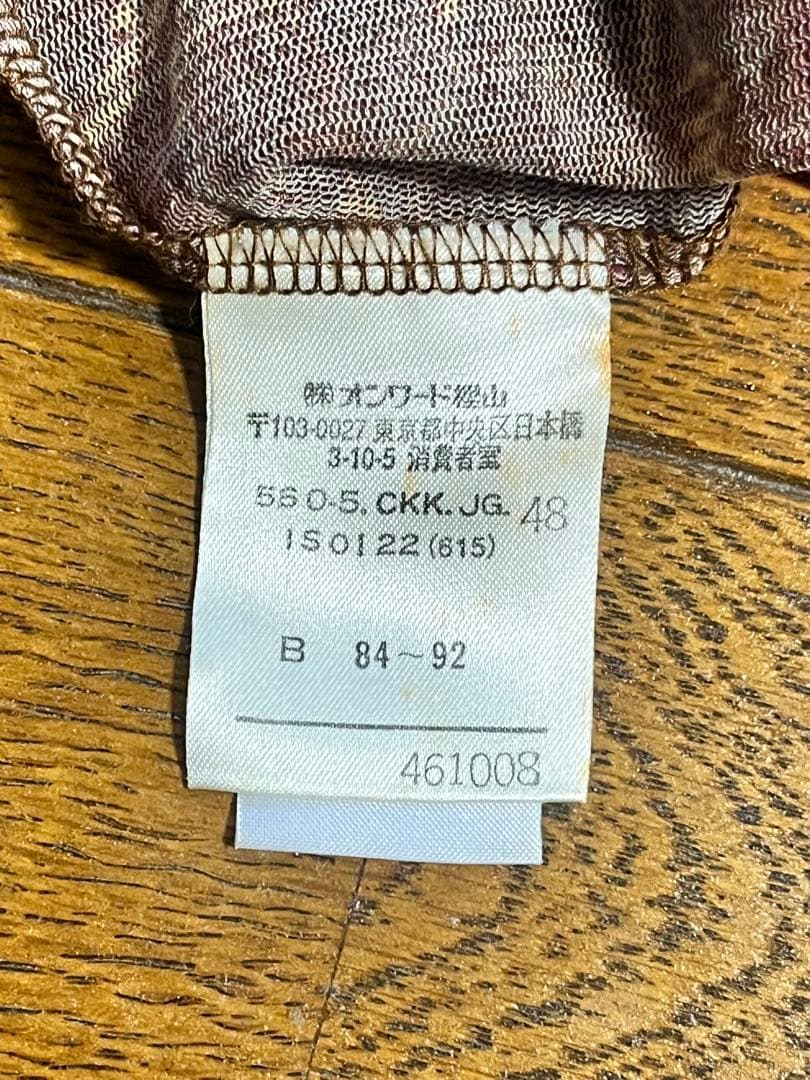 ㈱オンワード樫山
〒103-0027 東京都中央区日本橋
3-10-5 消費者室
560-5. CKK. JG. 48
IS0122 (615)
B 84～92
461008